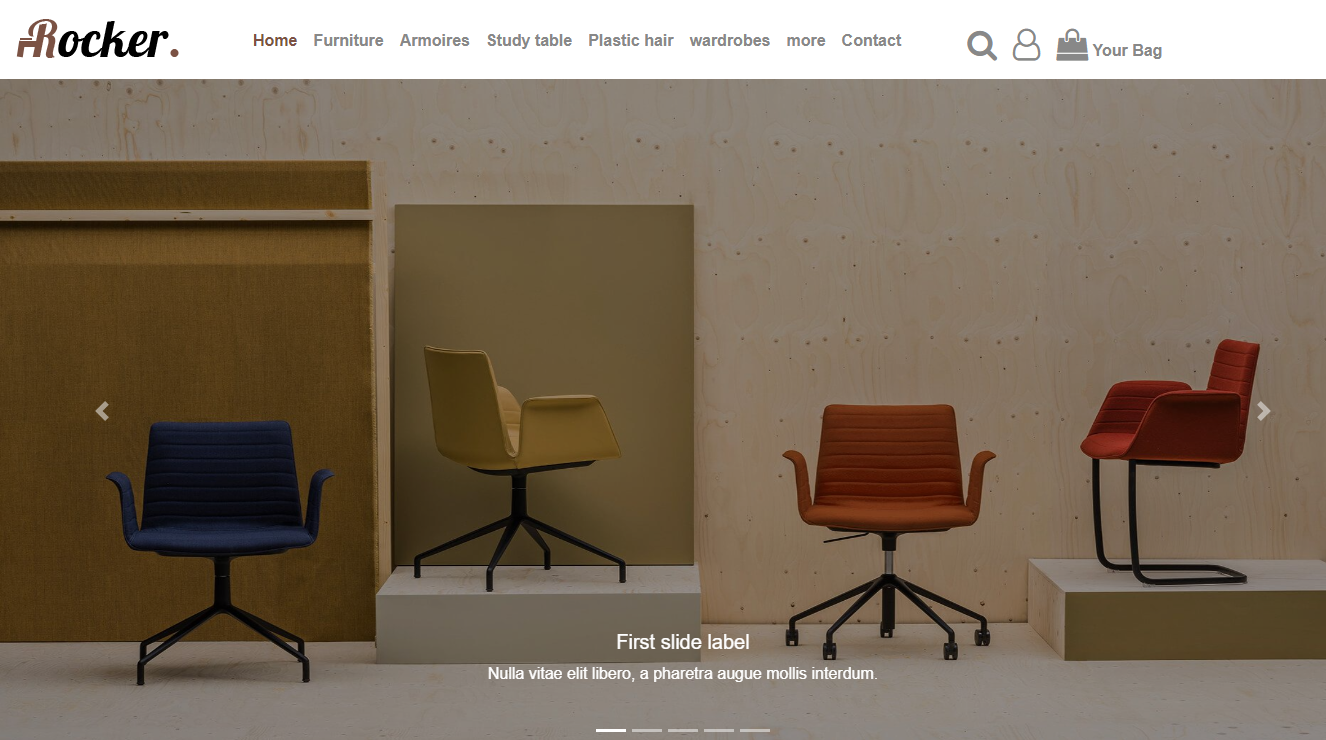 Rocker.
Home Furniture Armoires Study table Plastic hair wardrobes more Contact Your Bag
First slide label
Nulla vitae elit libero, a pharetra augue mollis interdum.